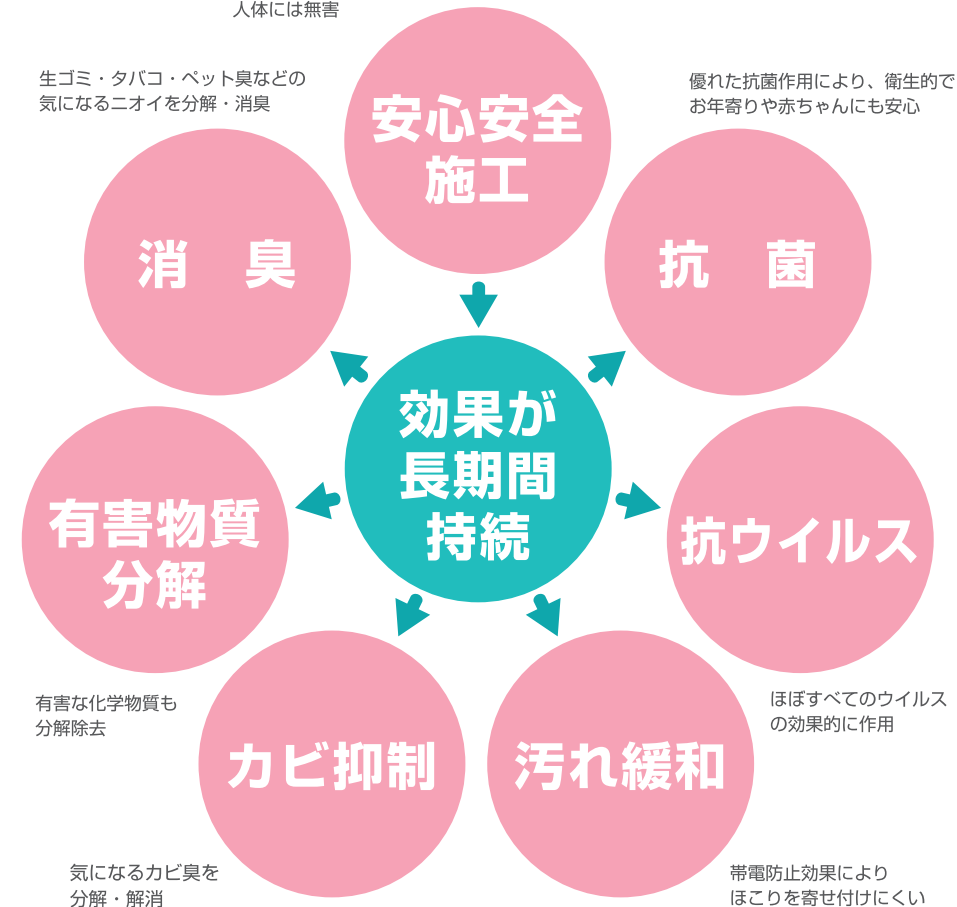 人体には無害
安心安全
施工
生ゴミ・タバコ・ペット臭などの
気になるニオイを分解・消臭
消　臭
優れた抗菌作用により、衛生的で
お年寄りや赤ちゃんにも安心
抗　菌
効果が
長期間
持続
有害物質
分解
有害な化学物質も
分解除去
抗ウイルス
ほぼすべてのウイルス
の効果的に作用
カビ抑制
気になるカビ臭を
分解・解消
汚れ緩和
帯電防止効果により
ほこりを寄せ付けにくい